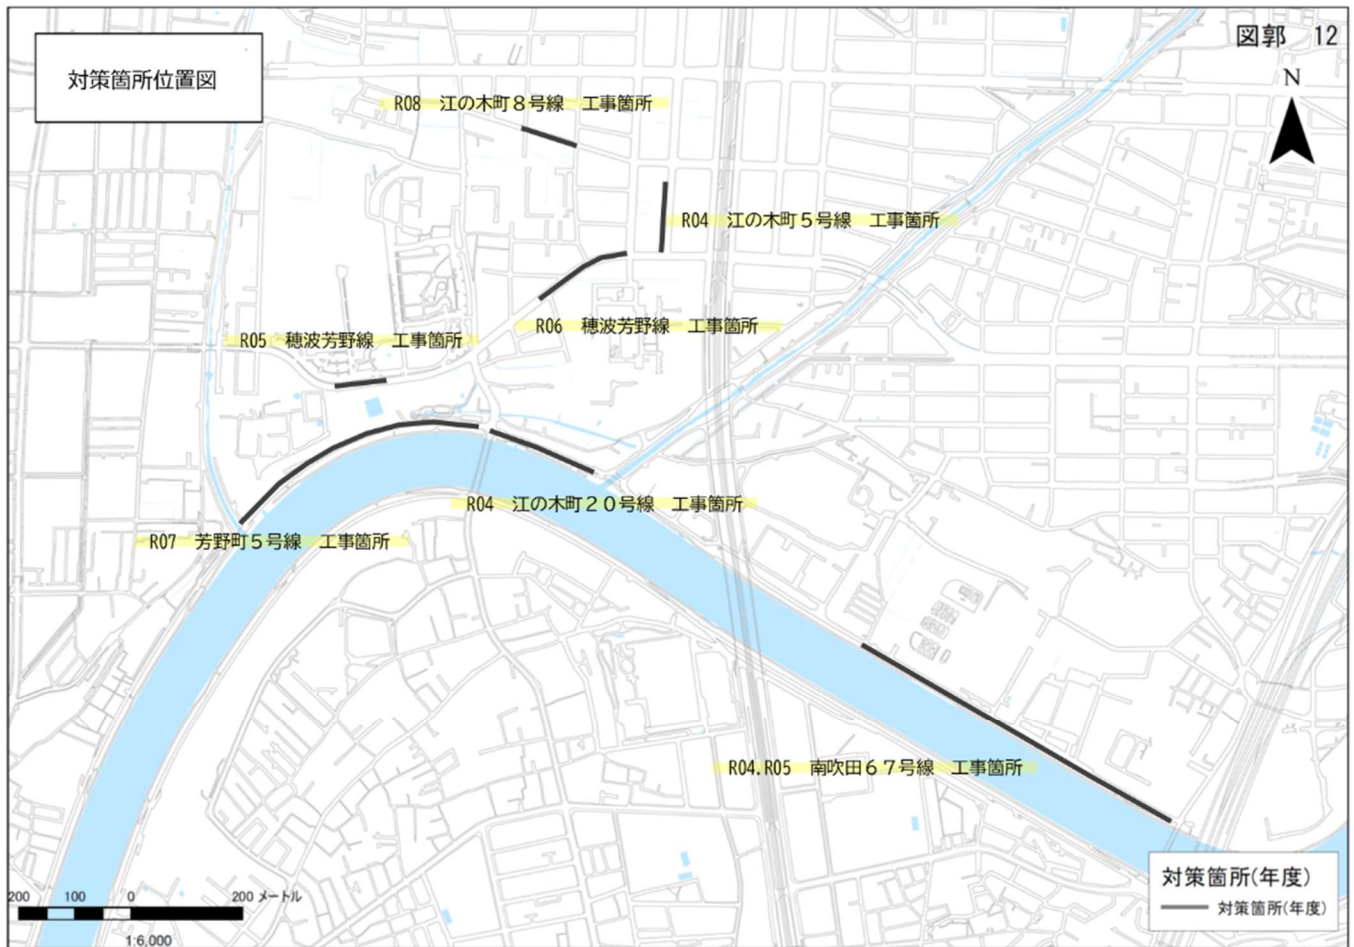 図郭　12
対策箇所位置図
N
R08　江の木町８号線　工事箇所
R04　江の木町５号線　工事箇所
R06　穂波芳野線　工事箇所
R05　穂波芳野線　工事箇所
R04　江の木町２０号線　工事箇所
R07　芳野町５号線　工事箇所
R04.R05　南吹田６７号線　工事箇所
対策箇所(年度)
対策箇所(年度)
200　100　0　200 メートル
1:6,000